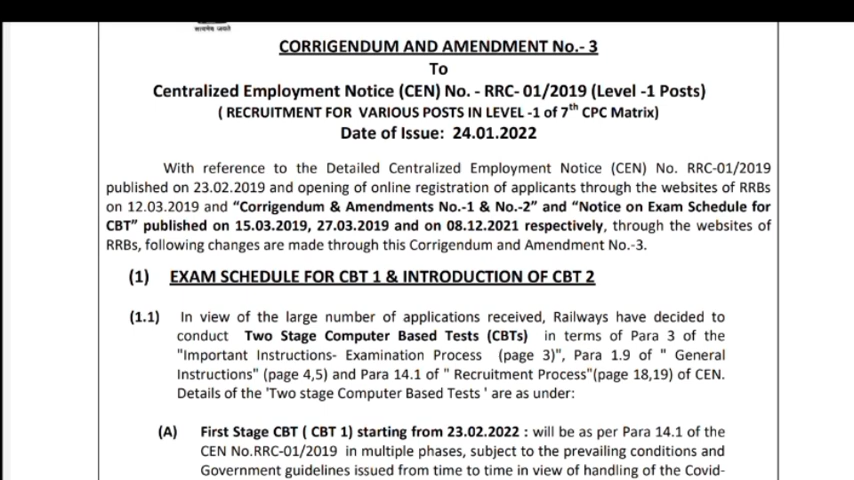 सत्यमेव जयते
CORRIGENDUM AND AMENDMENT No.- 3
To
Centralized Employment Notice (CEN) No. - RRC- 01/2019 (Level -1 Posts)
( RECRUITMENT FOR VARIOUS POSTS IN LEVEL -1 of 7th CPC Matrix)
Date of Issue: 24.01.2022
With reference to the Detailed Centralized Employment Notice (CEN) No. RRC-01/2019
published on 23.02.2019 and opening of online registration of applicants through the websites of RRBs
on 12.03.2019 and “Corrigendum & Amendments No.-1 & No.-2” and “Notice on Exam Schedule for
CBT” published on 15.03.2019, 27.03.2019 and on 08.12.2021 respectively, through the websites of
RRBs, following changes are made through this Corrigendum and Amendment No.-3.
(1) EXAM SCHEDULE FOR CBT 1 & INTRODUCTION OF CBT 2
(1.1) In view of the large number of applications received, Railways have decided to
conduct Two Stage Computer Based Tests (CBTs) in terms of Para 3 of the
"Important Instructions- Examination Process (page 3)", Para 1.9 of " General
Instructions" (page 4,5) and Para 14.1 of " Recruitment Process"(page 18,19) of CEN.
Details of the 'Two stage Computer Based Tests ' are as under:
(A) First Stage CBT ( CBT 1) starting from 23.02.2022 : will be as per Para 14.1 of the
CEN No.RRC-01/2019 in multiple phases, subject to the prevailing conditions and
Government guidelines issued from time to time in view of handling of the Covid-